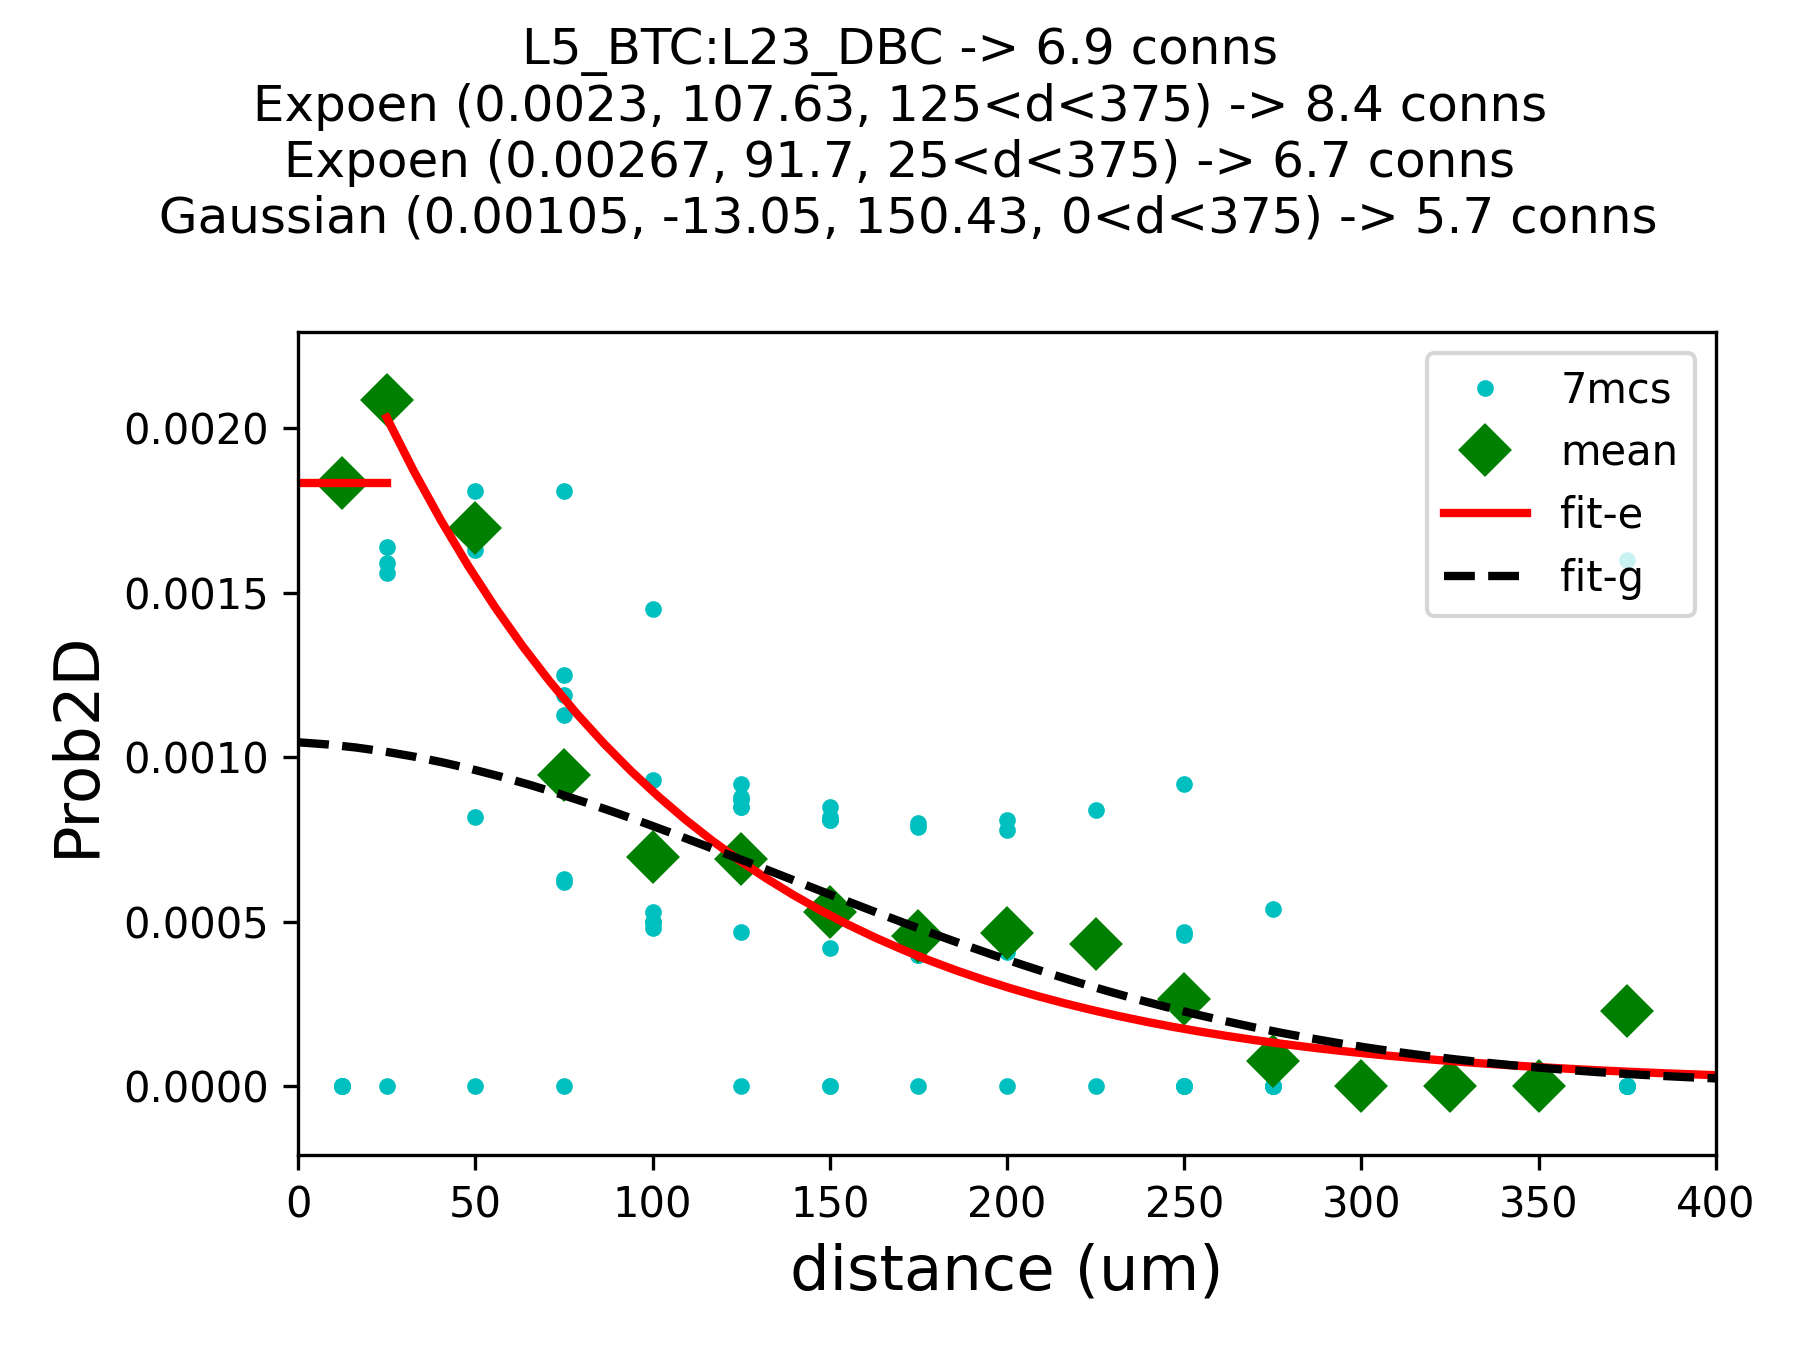 L5_BTC:L23_DBC -> 6.9 conns
Expoen (0.0023, 107.63, 125<d<375) -> 8.4 conns
Expoen (0.00267, 91.7, 25<d<375) -> 6.7 conns
Gaussian (0.00105, -13.05, 150.43, 0<d<375) -> 5.7 conns
7mcs
mean
fit-e
fit-g
Prob2D
0.0020
0.0015
0.0010
0.0005
0.0000
0 50 100 150 200 250 300 350 400
distance (um)